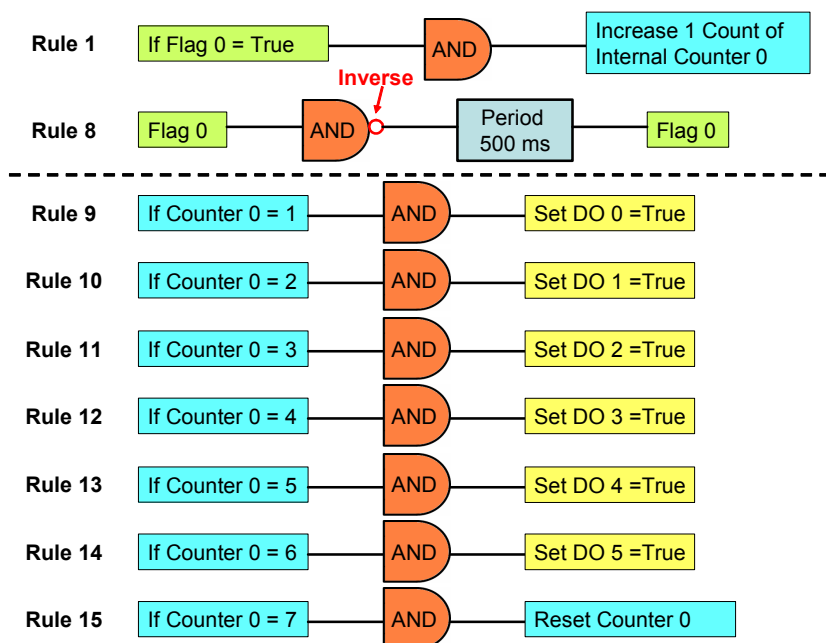 Rule 1
If Flag 0 = True
AND
Increase 1 Count of
Internal Counter 0
Inverse
Rule 8
Flag 0
AND
Period
500 ms
Flag 0
Rule 9
If Counter 0 = 1
AND
Set DO 0 =True
Rule 10
If Counter 0 = 2
AND
Set DO 1 =True
Rule 11
If Counter 0 = 3
AND
Set DO 2 =True
Rule 12
If Counter 0 = 4
AND
Set DO 3 =True
Rule 13
If Counter 0 = 5
AND
Set DO 4 =True
Rule 14
If Counter 0 = 6
AND
Set DO 5 =True
Rule 15
If Counter 0 = 7
AND
Reset Counter 0